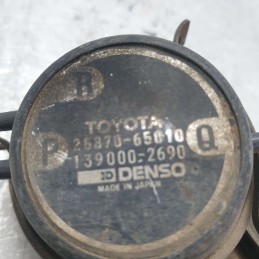 R
TOYOTA
25870-65010
P
Q
139000-2690
DENSO
MADE IN JAPAN